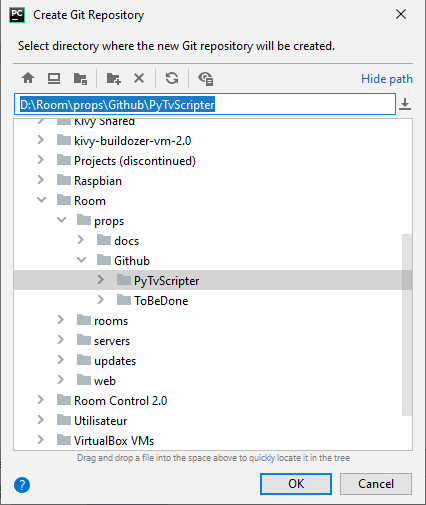 PC
Create Git Repository
Select directory where the new Git repository will be created.
Hide path
D:\Room\props\Github\PyTvScripter
Kivy Shared
kivy-buildozer-vm-2.0
Projects (discontinued)
Raspbian
Room
props
docs
Github
PyTvScripter
ToBeDone
rooms
servers
updates
web
Room Control 2.0
Utilisateur
VirtualBox VMs
Drag and drop a file into the space above to quickly locate it in the tree
?
OK
Cancel